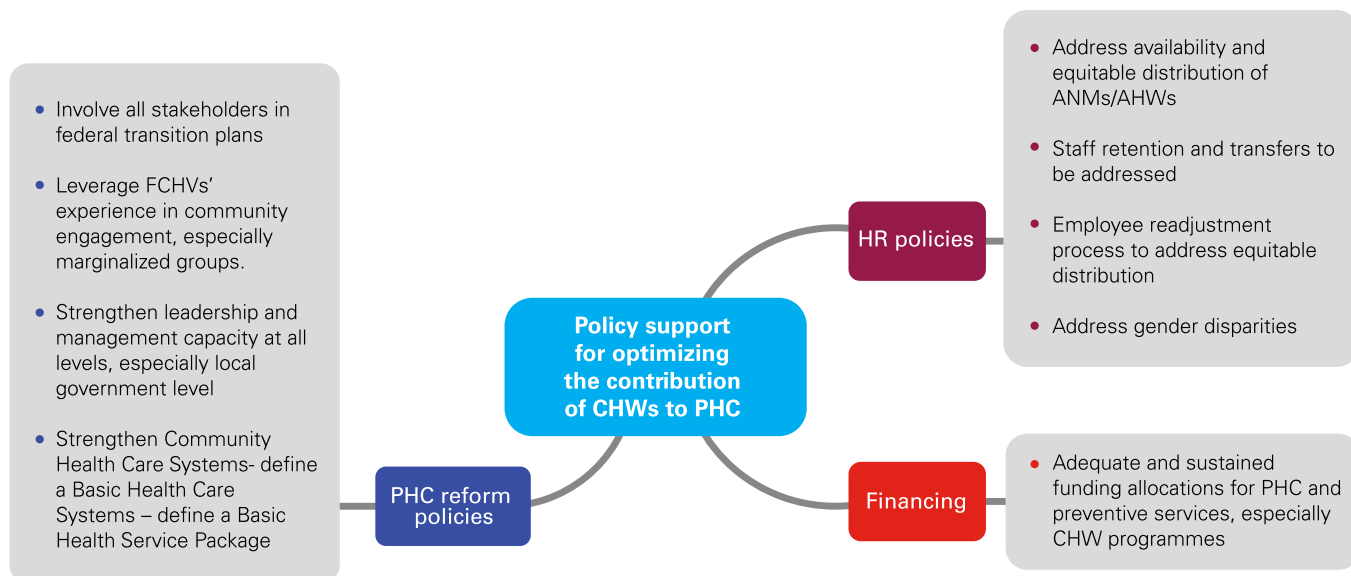 Policy support
for optimizing
the contribution
of CHWs to PHC
PHC reform
policies
Involve all stakeholders in
federal transition plans
Leverage FCHVs’
experience in community
engagement, especially
marginalized groups.
Strengthen leadership and
management capacity at all
levels, especially local
government level
Strengthen Community
Health Care Systems- define
a Basic Health Care
Systems – define a Basic
Health Service Package
HR policies
Address availability and
equitable distribution of
ANMs/AHWs
Staff retention and transfers to
be addressed
Employee readjustment
process to address equitable
distribution
Address gender disparities
Financing
Adequate and sustained
funding allocations for PHC and
preventive services, especially
CHW programmes